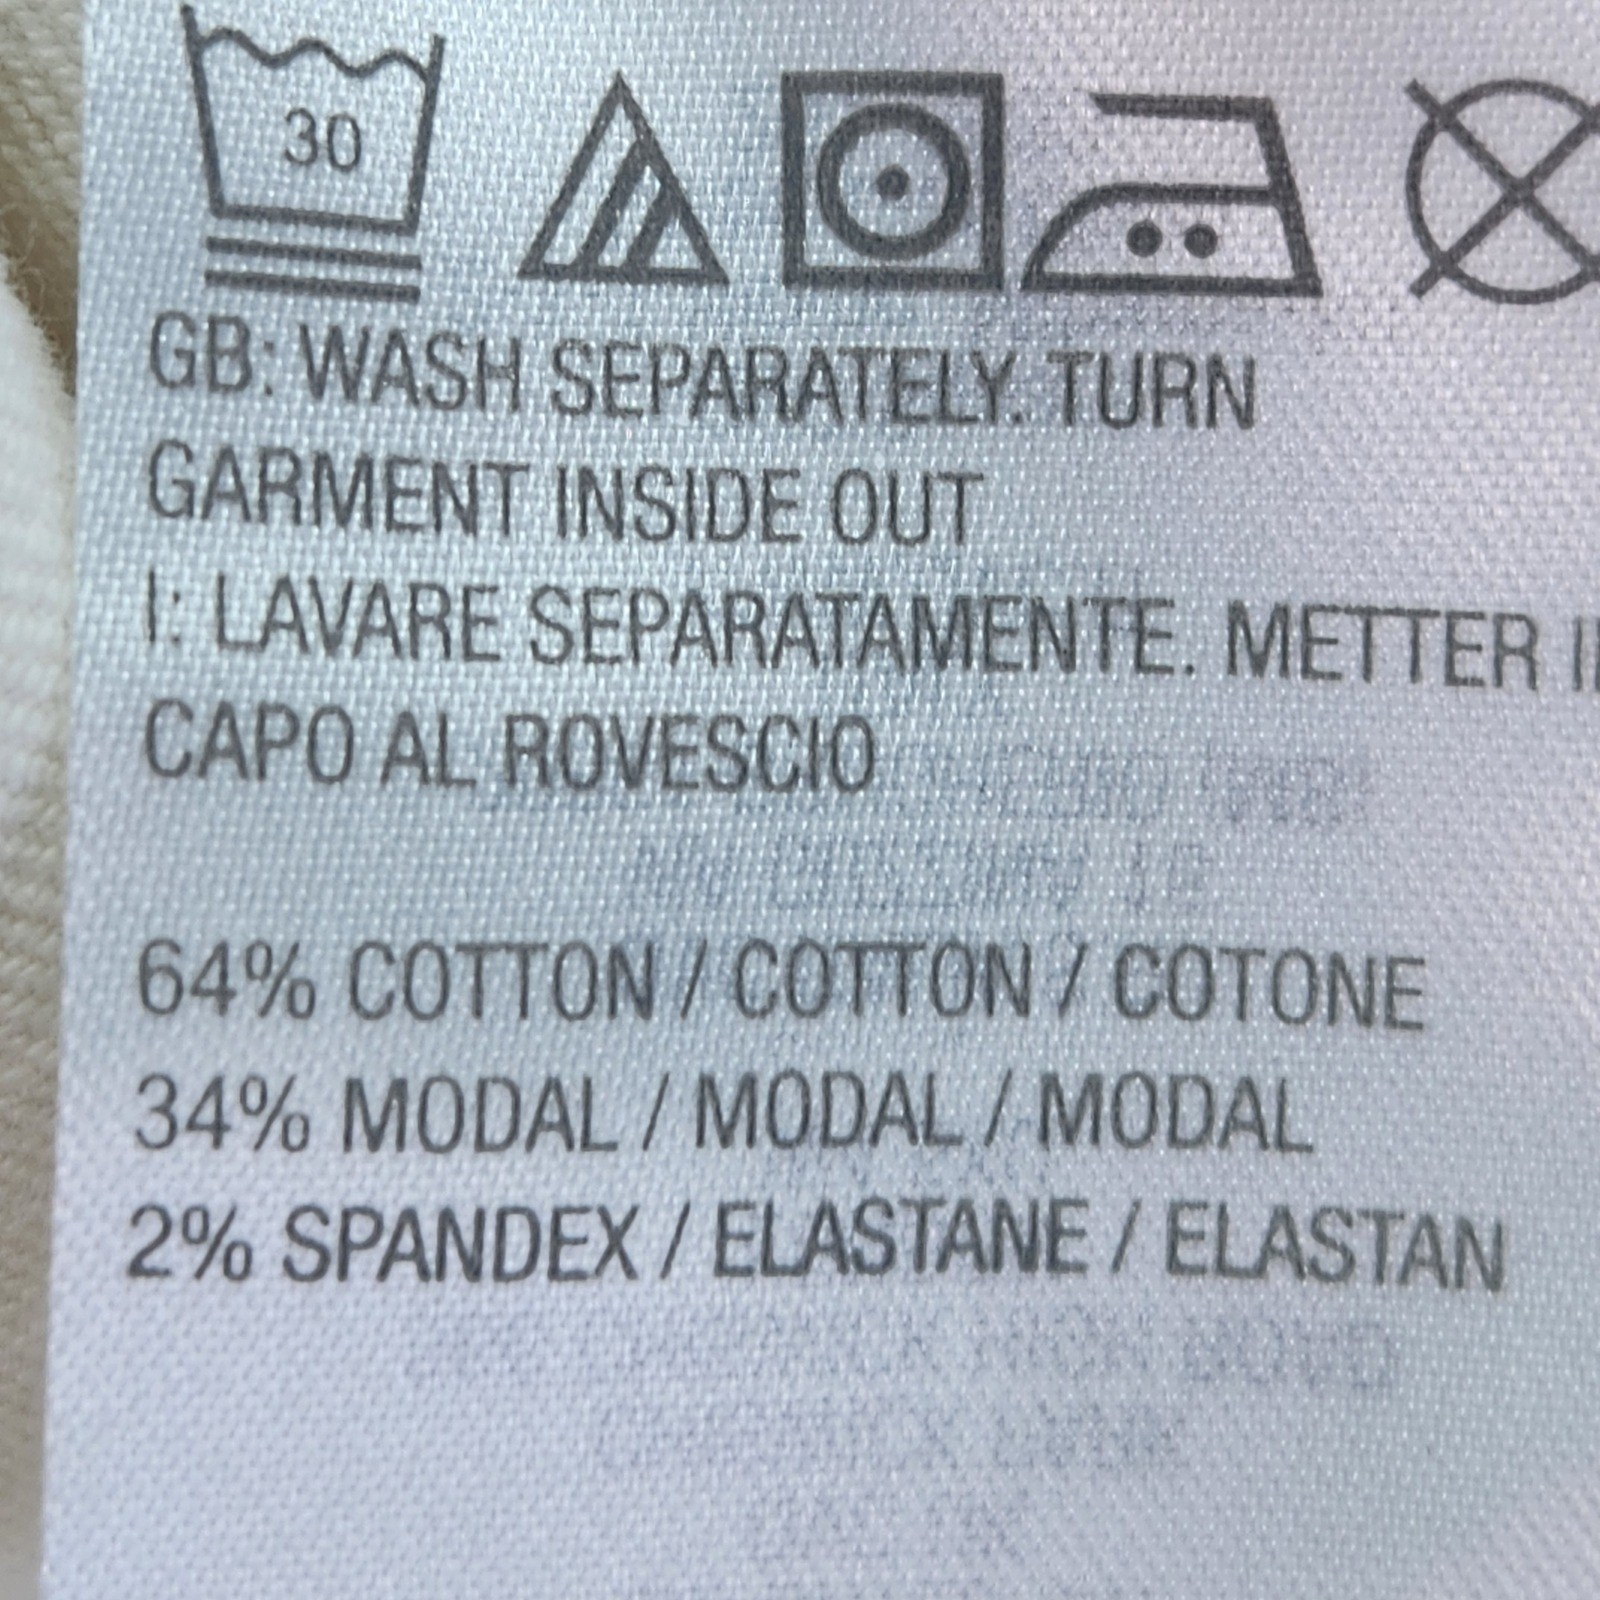 30
GB: WASH SEPARATELY. TURN
GARMENT INSIDE OUT
I: LAVARE SEPARATAMENTE. METTER
CAPO AL ROVESCIO
64% COTTON / COTTON / COTONE
34% MODAL / MODAL / MODAL
2% SPANDEX / ELASTANE / ELASTAN